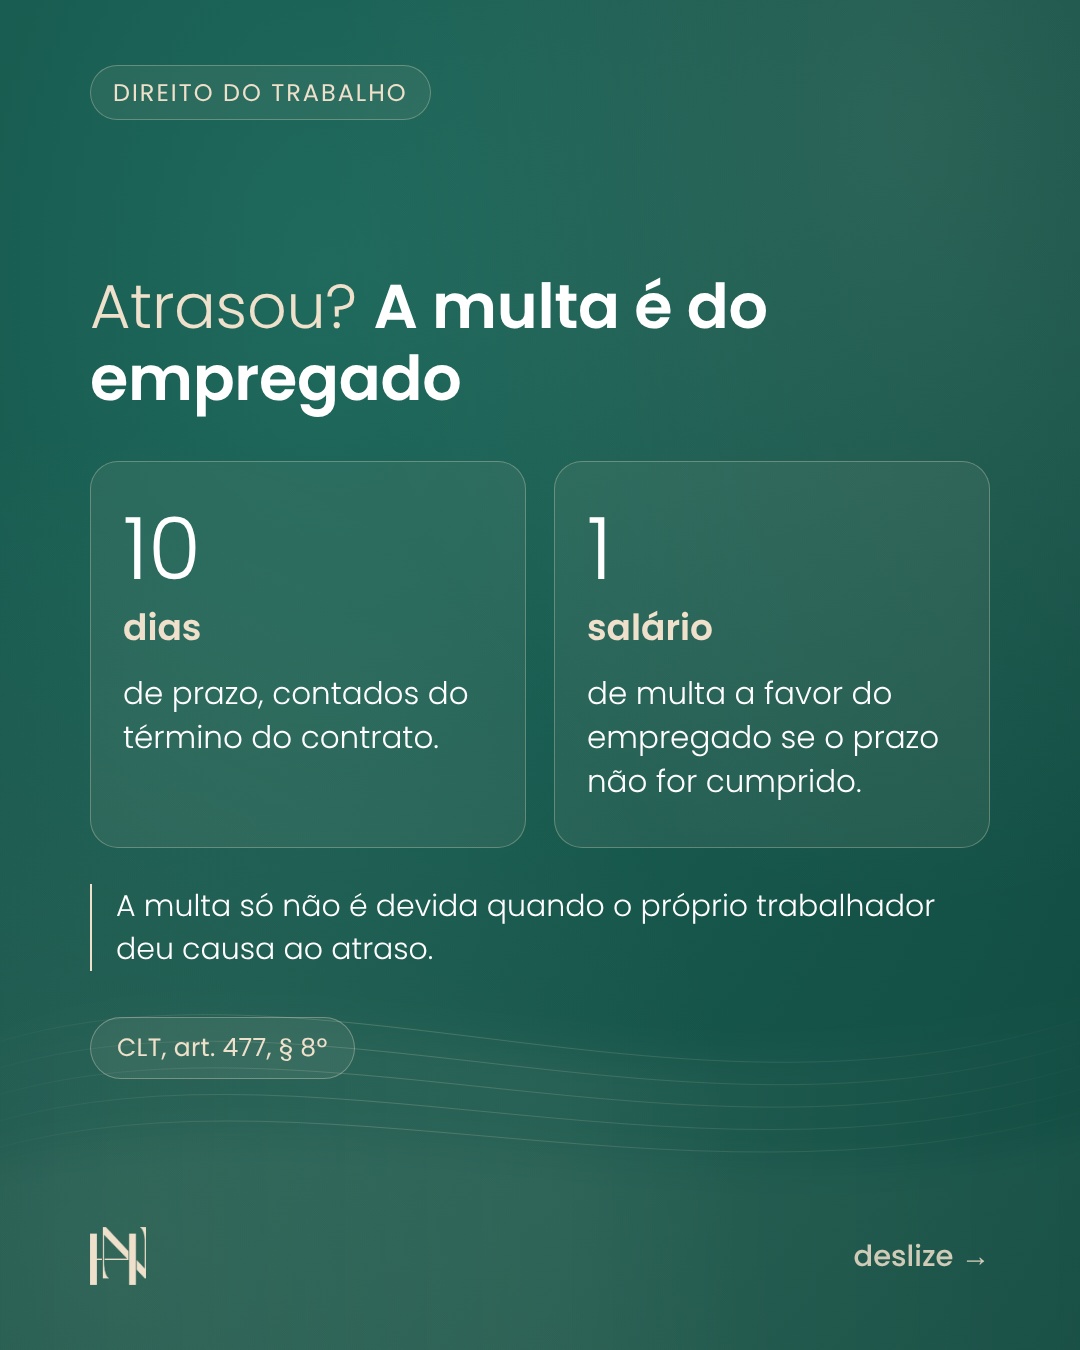 DIREITO DO TRABALHO
Atrasou? A multa é do
empregado
10
dias
de prazo, contados do
término do contrato.
1
salário
de multa a favor do
empregado se o prazo
não for cumprido.
A multa só não é devida quando o próprio trabalhador
deu causa ao atraso.
CLT, art. 477, § 8º
HN
deslize →